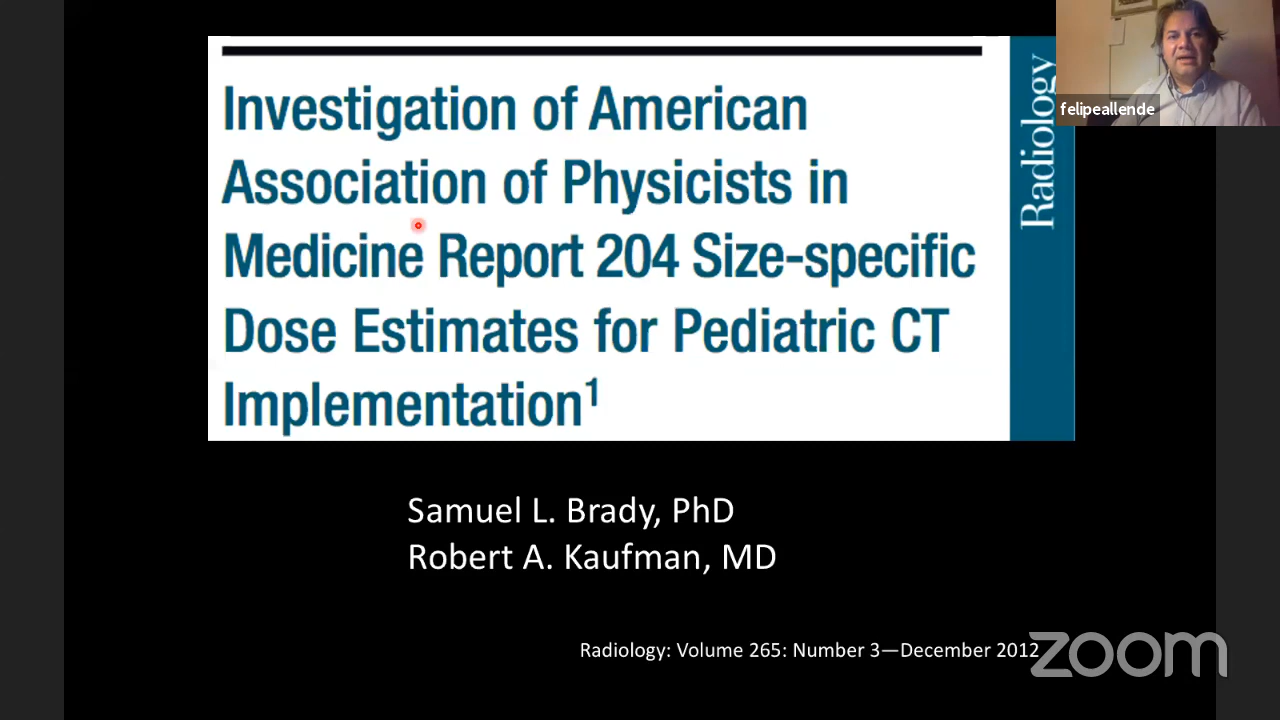 Investigation of American
Association of Physicists in
Medicine Report 204 Size-specific
Dose Estimates for Pediatric CT
Implementation¹
Radiology
felipeallende
Samuel L. Brady, PhD
Robert A. Kaufman, MD
Radiology: Volume 265: Number 3—December 2012
zoom